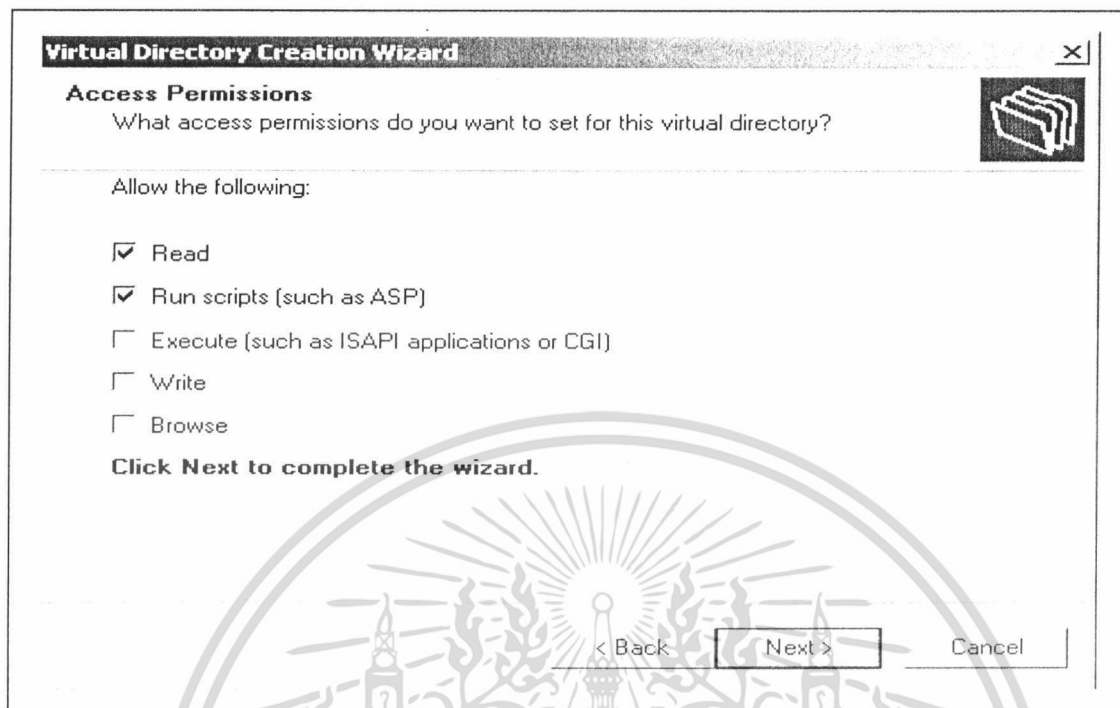 Virtual Directory Creation Wizard
Access Permissions
What access permissions do you want to set for this virtual directory?
Allow the following:
Read
Run scripts (such as ASP)
Execute (such as ISAPI applications or CGI)
Write
Browse
Click Next to complete the wizard.
< Back
Next >
Cancel